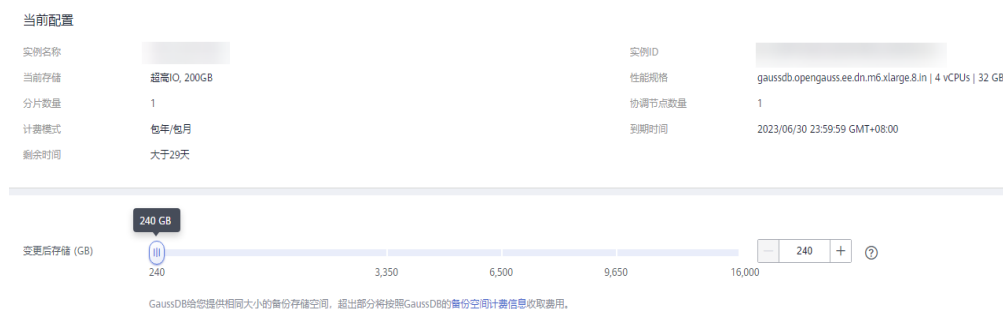 当前配置
实例名称
实例ID
当前存储 超高IO, 200GB
性能规格 gaussdb.opengauss.ee.dn.m6.xlarge.8.in | 4 vCPUs | 32 GB
分片数量 1
协调节点数量 1
计费模式 包年/包月
到期时间 2023/06/30 23:59:59 GMT+08:00
剩余时间 大于29天
240 GB
变更后存储 (GB)
240 3,350 6,500 9,650 16,000
240
GaussDB给您提供相同大小的备份存储空间，超出部分将按照GaussDB的备份空间计费信息收取费用。